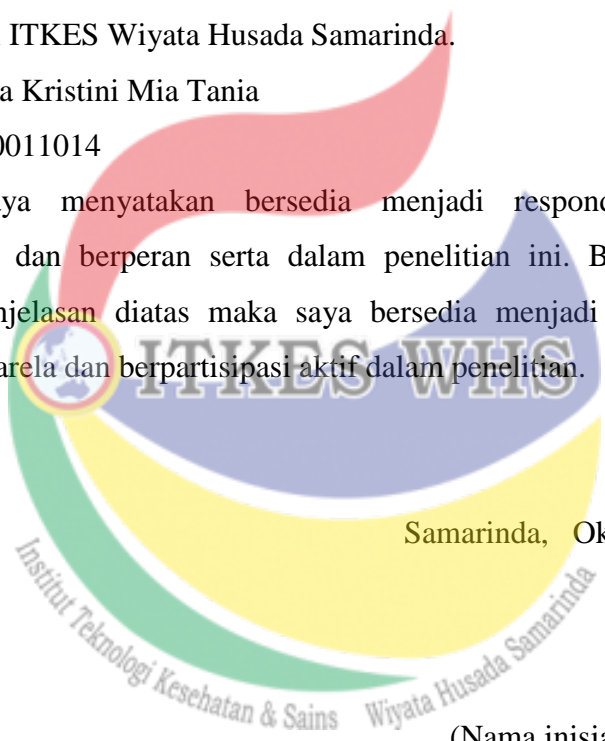 ITKES Wiyata Husada Samarinda.
a Kristini Mia Tania
0011014
ya menyatakan bersedia menjadi respond
dan berperan serta dalam penelitian ini. B
njelasan diatas maka saya bersedia menjadi
arela dan berpartisipasi aktif dalam penelitian.
ITKES WHS
Samarinda, Ok
Institut Teknologi Kesehatan & Sains Wiyata Husada Samarinda
(Nama inisia